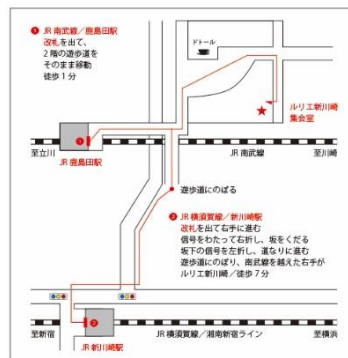 ❶ JR 南武線／鹿島田駅
改札を出て、
2 階の遊歩道を
そのまま移動
徒歩 1 分
ドトール
ルリエ新川崎
集会室
❶
至立川
JR 鹿島田駅
JR 南武線
至川崎
遊歩道にのぼる
❷ JR 横須賀線／新川崎駅
改札を出て右手に進む
信号をわたって右折し、坂をくだる
坂下の信号を左折し、道なりに進む
遊歩道にのぼり、南武線を越えた右手が
ルリエ新川崎／徒歩 7 分
❷
至新宿
JR 新川崎駅
JR 横須賀線／湘南新宿ライン
至横浜